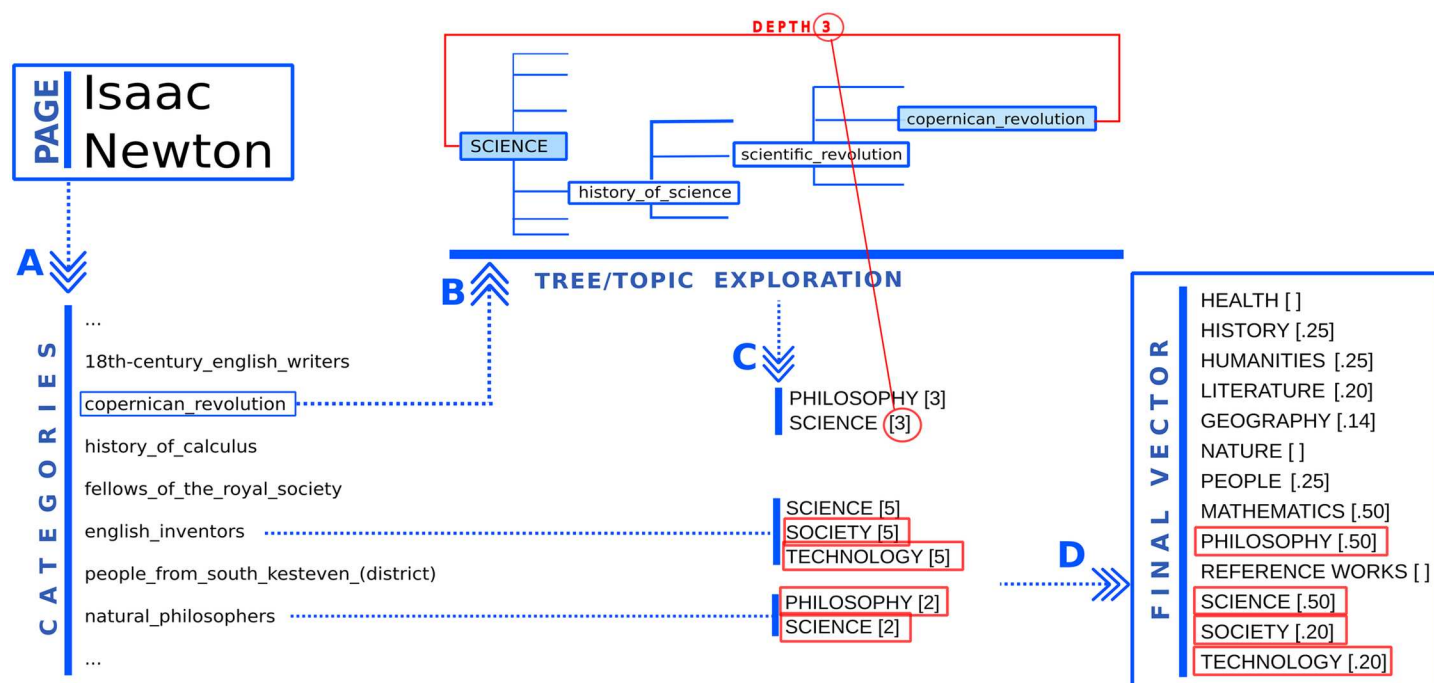 DEPTH 3
PAGE
Isaac
Newton
SCIENCE
history_of_science
scientific_revolution
copernican_revolution
A
B
TREE/TOPIC EXPLORATION
CATEGORIES
...
18th-century_english_writers
copernican_revolution
history_of_calculus
fellows_of_the_royal_society
english_inventors
people_from_south_kesteven_(district)
natural_philosophers
...
C
PHILOSOPHY [3]
SCIENCE [3]
SCIENCE [5]
SOCIETY [5]
TECHNOLOGY [5]
PHILOSOPHY [2]
SCIENCE [2]
D
FINAL VECTOR
HEALTH [ ]
HISTORY [.25]
HUMANITIES [.25]
LITERATURE [.20]
GEOGRAPHY [.14]
NATURE [ ]
PEOPLE [.25]
MATHEMATICS [.50]
PHILOSOPHY [.50]
REFERENCE WORKS [ ]
SCIENCE [.50]
SOCIETY [.20]
TECHNOLOGY [.20]